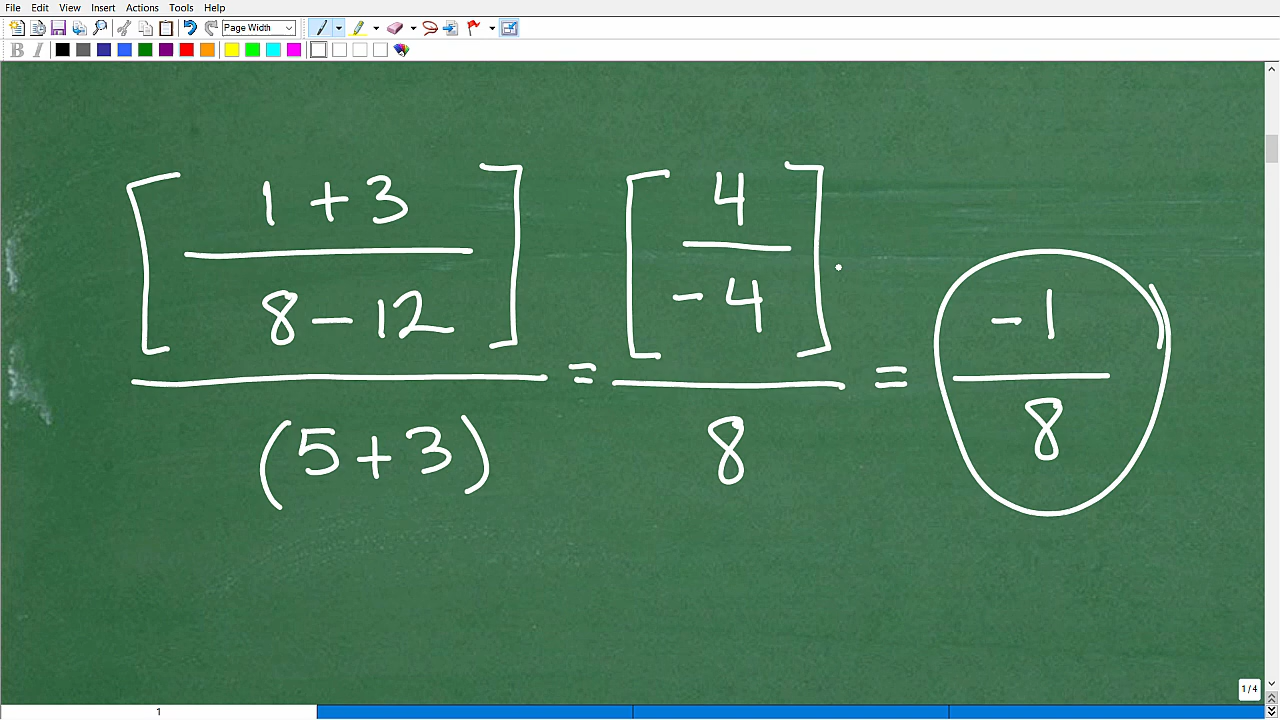 File Edit View Insert Actions Tools Help
Page Width
B I
[ 1 + 3 ] [ 4 ]
8 - 12 - 4 - 1
= =
(5 + 3) 8 8
1 / 4
1